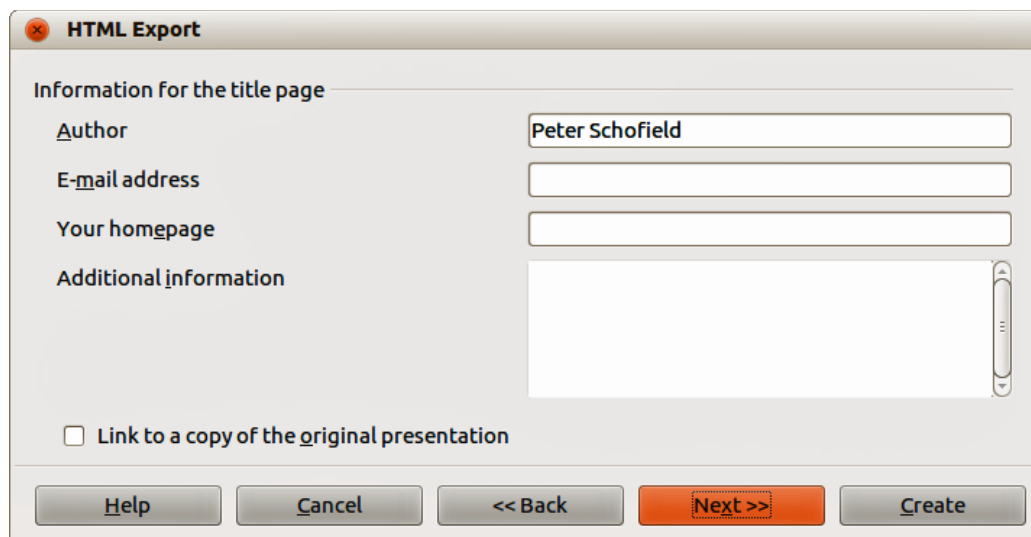 HTML Export
Information for the title page
Author
Peter Schofield
E-mail address
Your homepage
Additional information
Link to a copy of the original presentation
Help
Cancel
<< Back
Next >>
Create